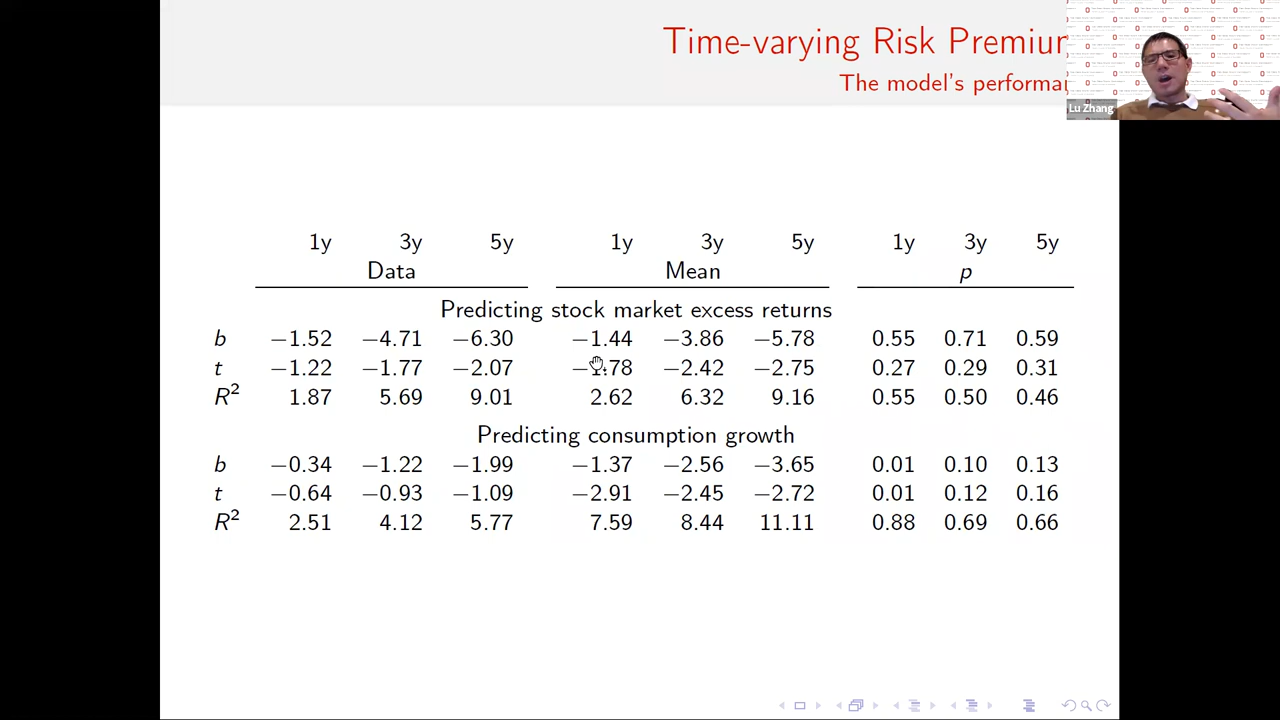 Time-varying Risk Premiu
The model's performa
Lu Zhang
1y 3y 5y 1y 3y 5y 1y 3y 5y
Data Mean p
Predicting stock market excess returns
b −1.52 −4.71 −6.30 −1.44 −3.86 −5.78 0.55 0.71 0.59
t −1.22 −1.77 −2.07 −2.42 −2.75 0.27 0.29 0.31
R² 1.87 5.69 9.01 2.62 6.32 9.16 0.55 0.50 0.46
Predicting consumption growth
b −0.34 −1.22 −1.99 −1.37 −2.56 −3.65 0.01 0.10 0.13
t −0.64 −0.93 −1.09 −2.91 −2.45 −2.72 0.01 0.12 0.16
R² 2.51 4.12 5.77 7.59 8.44 11.11 0.88 0.69 0.66